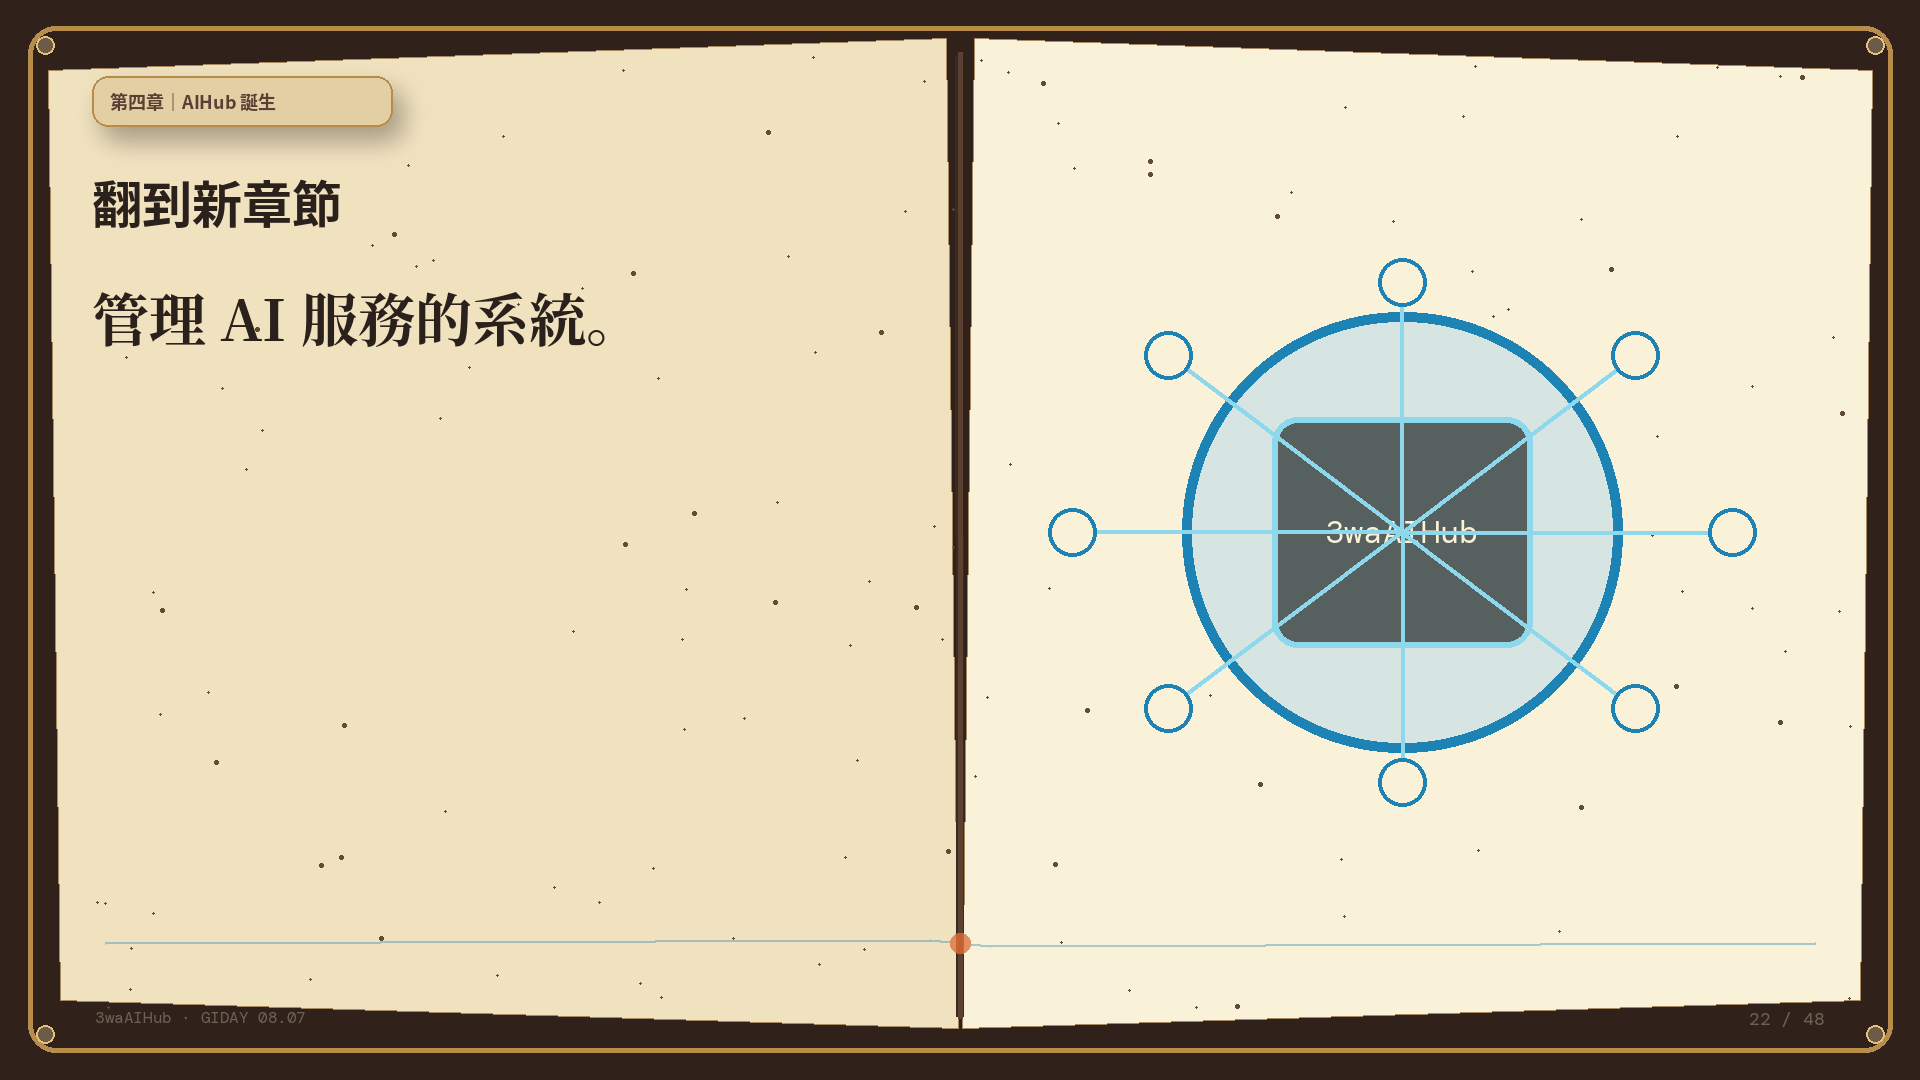 第四章｜AIHub 誕生
翻到新章節
管理 AI 服務的系統。
3waAIHub
3waAIHub · GIDAY 08.07
22 / 48